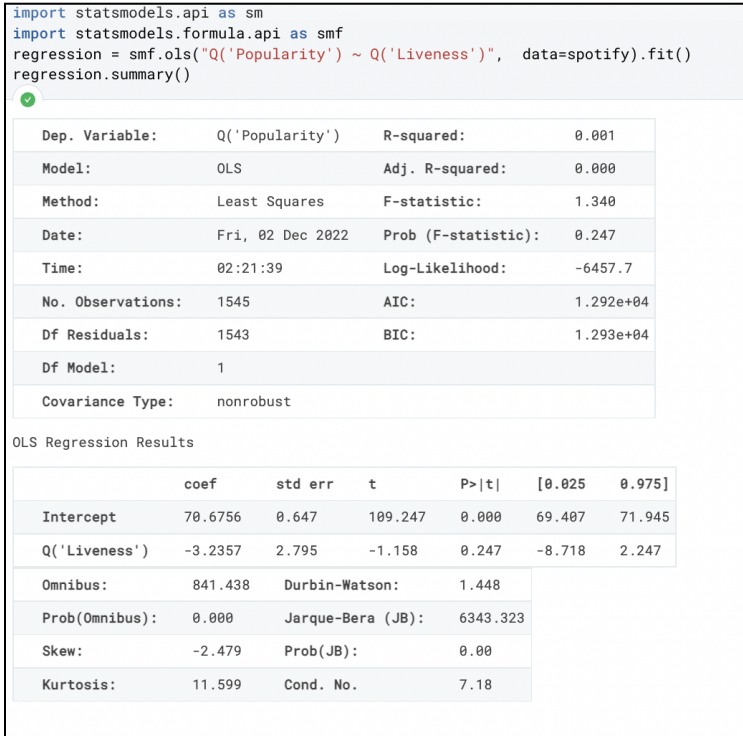 import statsmodels.api as sm
import statsmodels.formula.api as smf
regression = smf.ols("Q('Popularity') ~ Q('Liveness')",  data=spotify).fit()
regression.summary()
Dep. Variable: Q('Popularity') R-squared: 0.001
Model: OLS Adj. R-squared: 0.000
Method: Least Squares F-statistic: 1.340
Date: Fri, 02 Dec 2022 Prob (F-statistic): 0.247
Time: 02:21:39 Log-Likelihood: -6457.7
No. Observations: 1545 AIC: 1.292e+04
Df Residuals: 1543 BIC: 1.293e+04
Df Model: 1
Covariance Type: nonrobust
OLS Regression Results
coef std err t P>|t| [0.025 0.975]
Intercept 70.6756 0.647 109.247 0.000 69.407 71.945
Q('Liveness') -3.2357 2.795 -1.158 0.247 -8.718 2.247
Omnibus: 841.438 Durbin-Watson: 1.448
Prob(Omnibus): 0.000 Jarque-Bera (JB): 6343.323
Skew: -2.479 Prob(JB): 0.00
Kurtosis: 11.599 Cond. No. 7.18